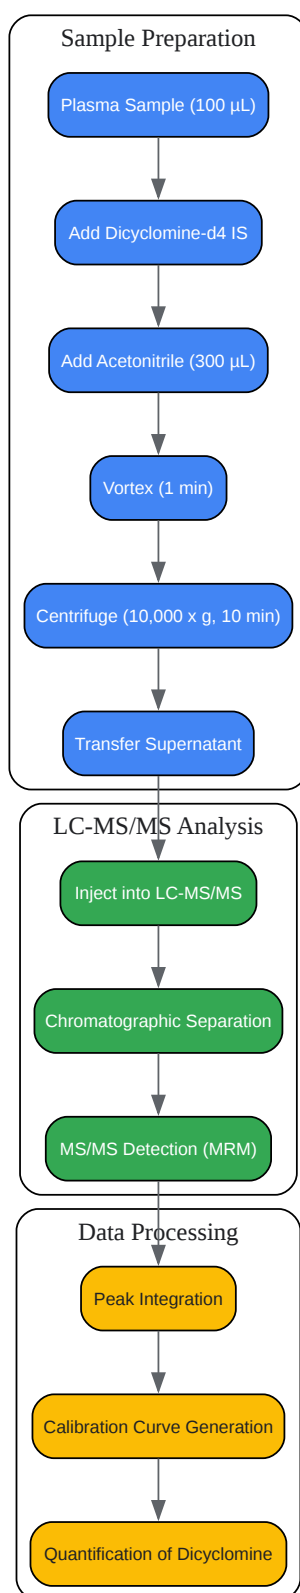 Sample Preparation
Plasma Sample (100 µL)
Add Dicyclomine-d4 IS
Add Acetonitrile (300 µL)
Vortex (1 min)
Centrifuge (10,000 x g, 10 min)
Transfer Supernatant
LC-MS/MS Analysis
Inject into LC-MS/MS
Chromatographic Separation
MS/MS Detection (MRM)
Data Processing
Peak Integration
Calibration Curve Generation
Quantification of Dicyclomine